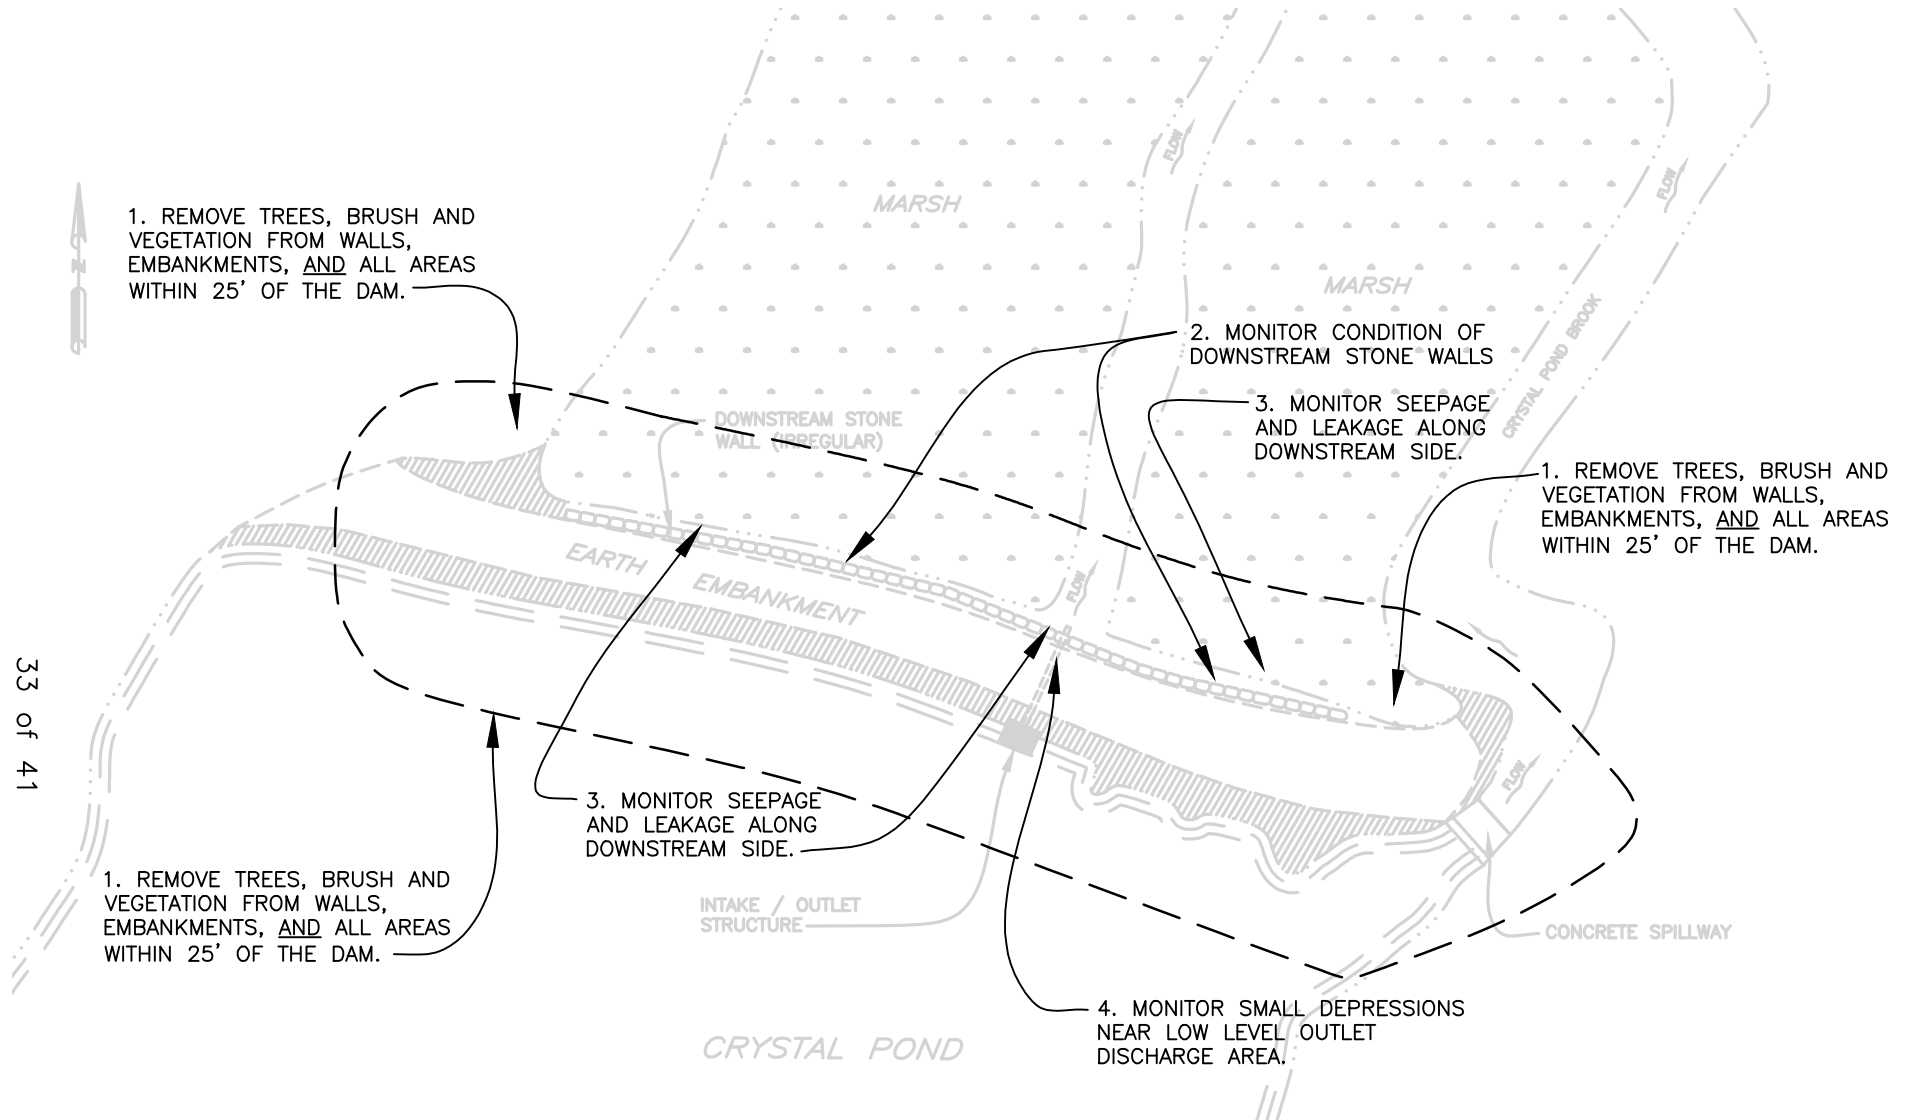 MARSH
FLOW
FLOW
1. REMOVE TREES, BRUSH AND
VEGETATION FROM WALLS,
EMBANKMENTS, AND ALL AREAS
WITHIN 25' OF THE DAM.
N
MARSH
CRYSTAL POND BROOK
2. MONITOR CONDITION OF
DOWNSTREAM STONE WALLS
3. MONITOR SEEPAGE
AND LEAKAGE ALONG
DOWNSTREAM SIDE.
DOWNSTREAM STONE
WALL (IRREGULAR)
1. REMOVE TREES, BRUSH AND
VEGETATION FROM WALLS,
EMBANKMENTS, AND ALL AREAS
WITHIN 25' OF THE DAM.
EARTH EMBANKMENT
FLOW
33 of 41
FLOW
3. MONITOR SEEPAGE
AND LEAKAGE ALONG
DOWNSTREAM SIDE.
1. REMOVE TREES, BRUSH AND
VEGETATION FROM WALLS,
EMBANKMENTS, AND ALL AREAS
WITHIN 25' OF THE DAM.
INTAKE / OUTLET
STRUCTURE
CONCRETE SPILLWAY
4. MONITOR SMALL DEPRESSIONS
NEAR LOW LEVEL OUTLET
DISCHARGE AREA.
CRYSTAL POND